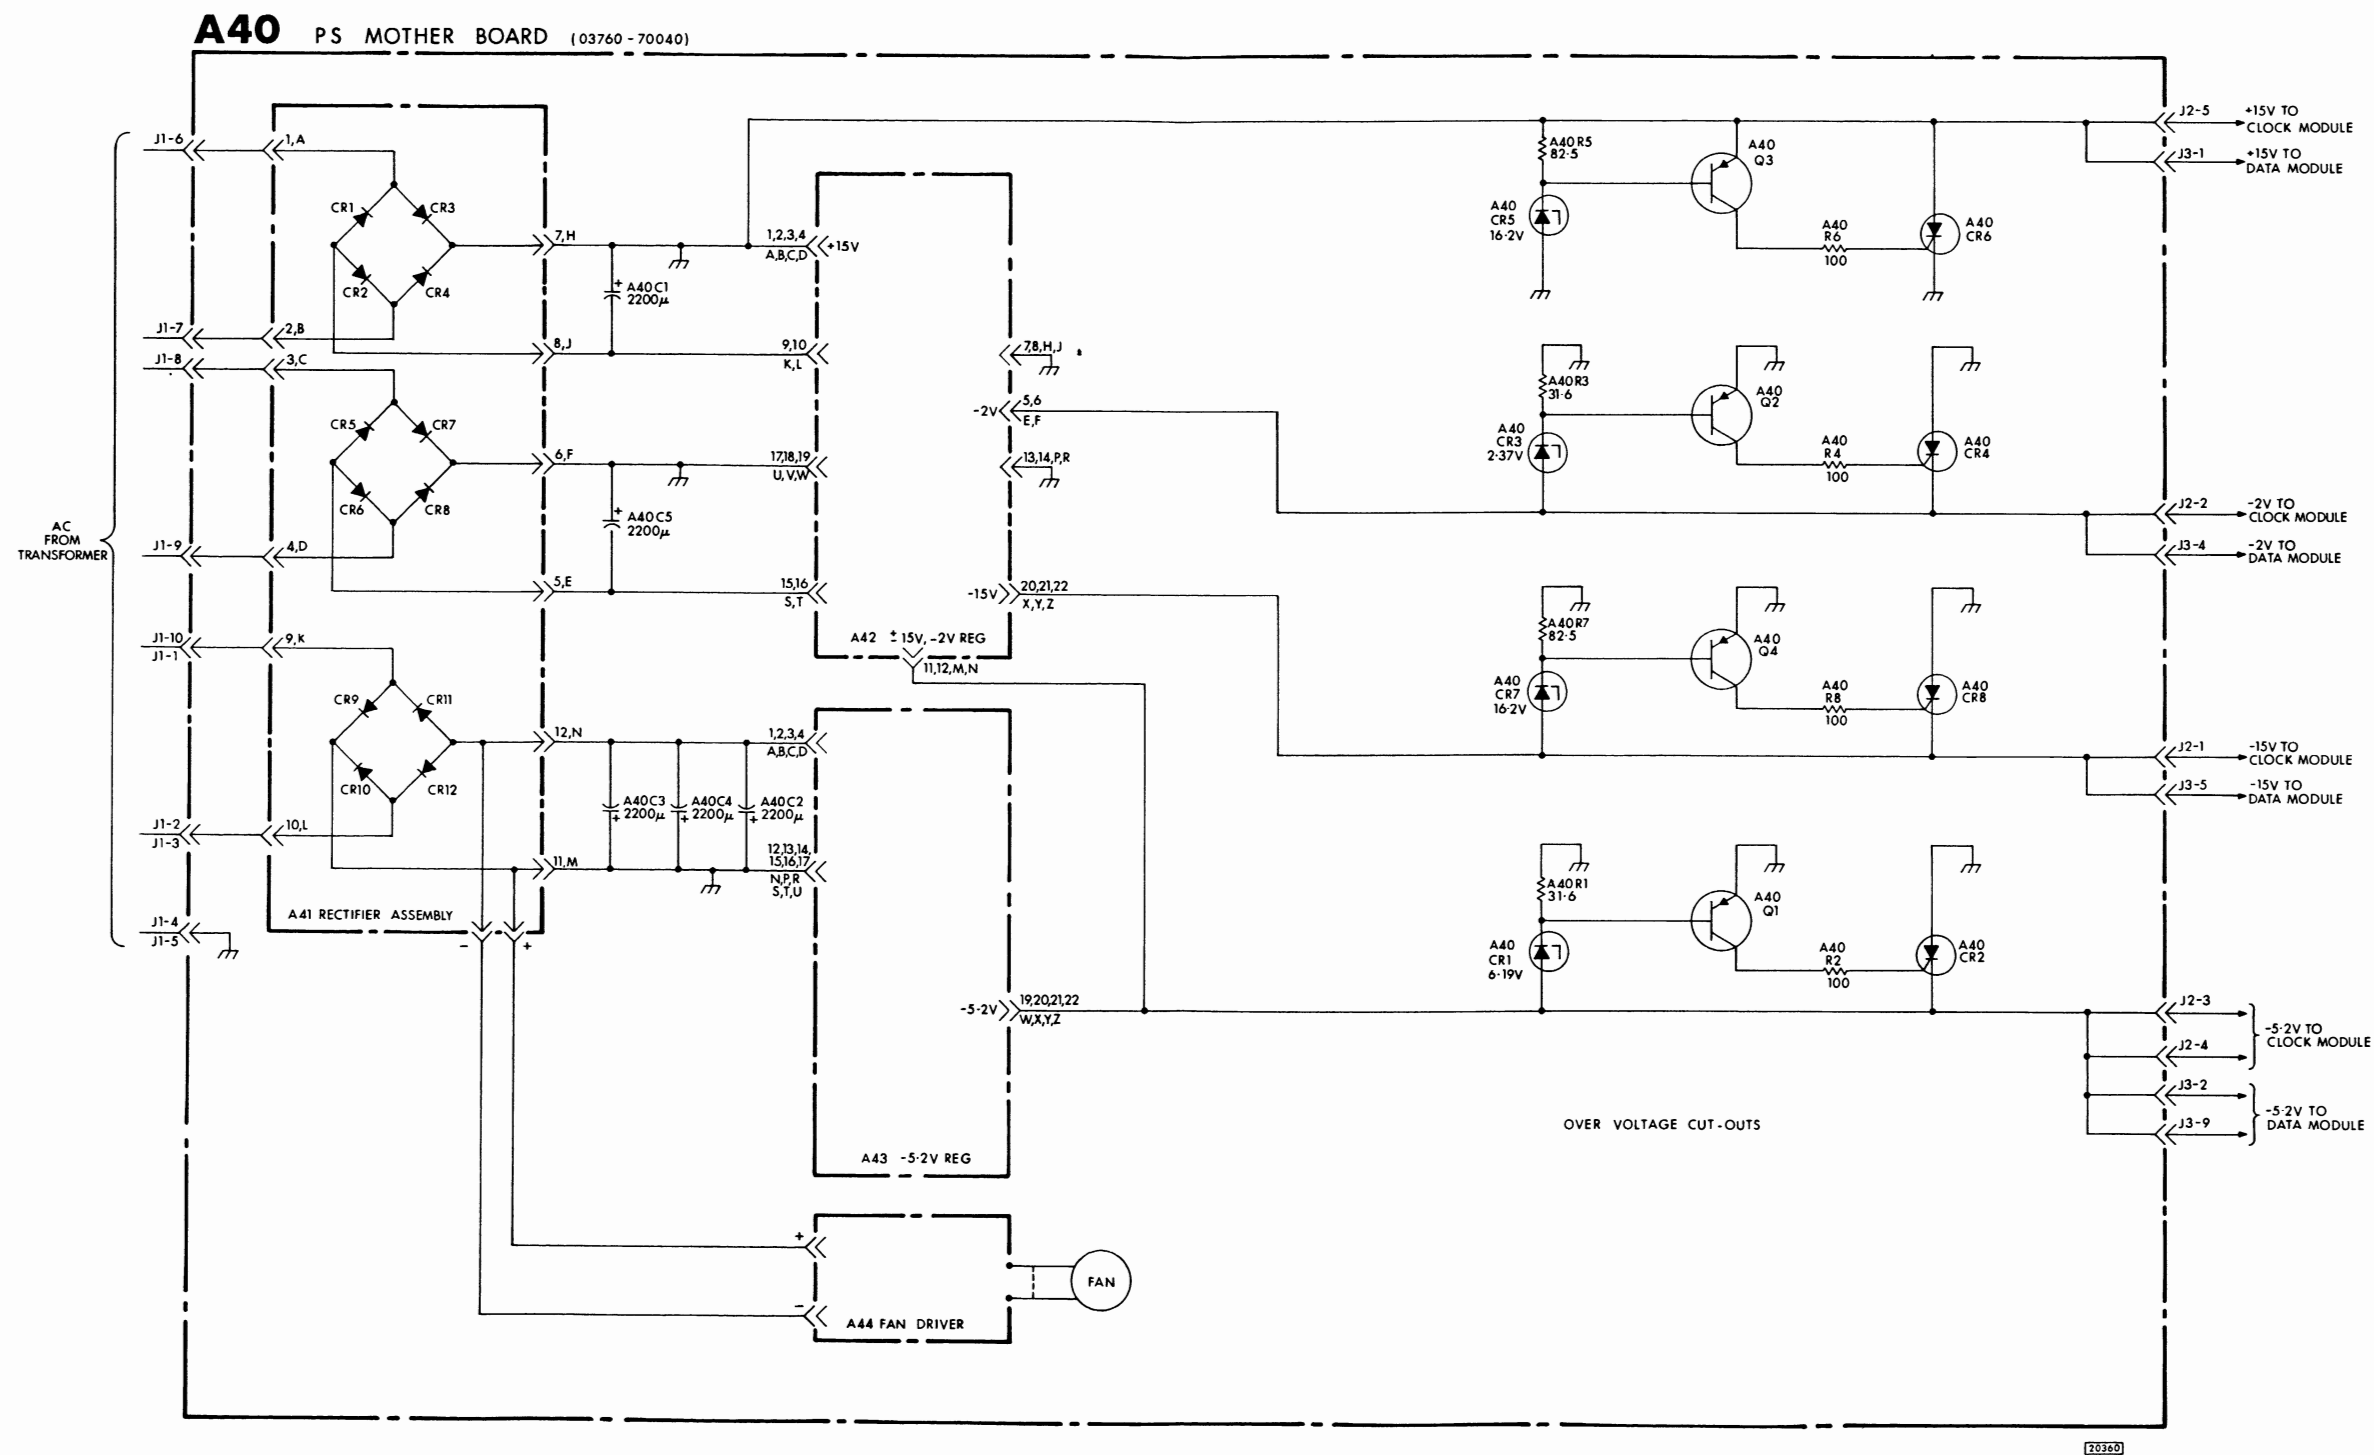 A40 PS MOTHER BOARD (03760-70040)
AC
FROM
TRANSFORMER
J1-6
J1-7
J1-8
J1-9
J1-10
J1-1
J1-2
J1-3
J1-4
J1-5
1,A
2,B
3,C
4,D
9,K
10,L
CR1
CR3
CR2
CR4
CR5
CR7
CR6
CR8
CR9
CR11
CR10
CR12
A41 RECTIFIER ASSEMBLY
-
+
7,H
8,J
6,F
5,E
12,N
11,M
+
A40C1
2200µ
+
A40C5
2200µ
A40C3
2200µ
+
A40C4
2200µ
+
A40C2
2200µ
+
1,2,3,4
A,B,C,D
+15V
9,10
K,L
17,18,19
U,V,W
15,16
S,T
7,8,H,J
-2V
5,6
E,F
13,14,P,R
-15V
20,21,22
X,Y,Z
A42 ±15V,-2V REG
11,12,M,N
1,2,3,4
A,B,C,D
12,13,14,
15,16,17
N,P,R
S,T,U
-5·2V
19,20,21,22
W,X,Y,Z
A43 -5·2V REG
+
-
A44 FAN DRIVER
FAN
A40R5
82·5
A40
CR5
16·2V
A40
Q3
A40
R6
100
A40
CR6
A40R3
31·6
A40
CR3
2·37V
A40
Q2
A40
R4
100
A40
CR4
A40R7
82·5
A40
CR7
16·2V
A40
Q4
A40
R8
100
A40
CR8
A40R1
31·6
A40
CR1
6·19V
A40
Q1
A40
R2
100
A40
CR2
OVER VOLTAGE CUT-OUTS
J2-5
+15V TO
CLOCK MODULE
J3-1
+15V TO
DATA MODULE
J2-2
-2V TO
CLOCK MODULE
J3-4
-2V TO
DATA MODULE
J2-1
-15V TO
CLOCK MODULE
J3-5
-15V TO
DATA MODULE
J2-3
J2-4
-5·2V TO
CLOCK MODULE
J3-2
J3-9
-5·2V TO
DATA MODULE
20360